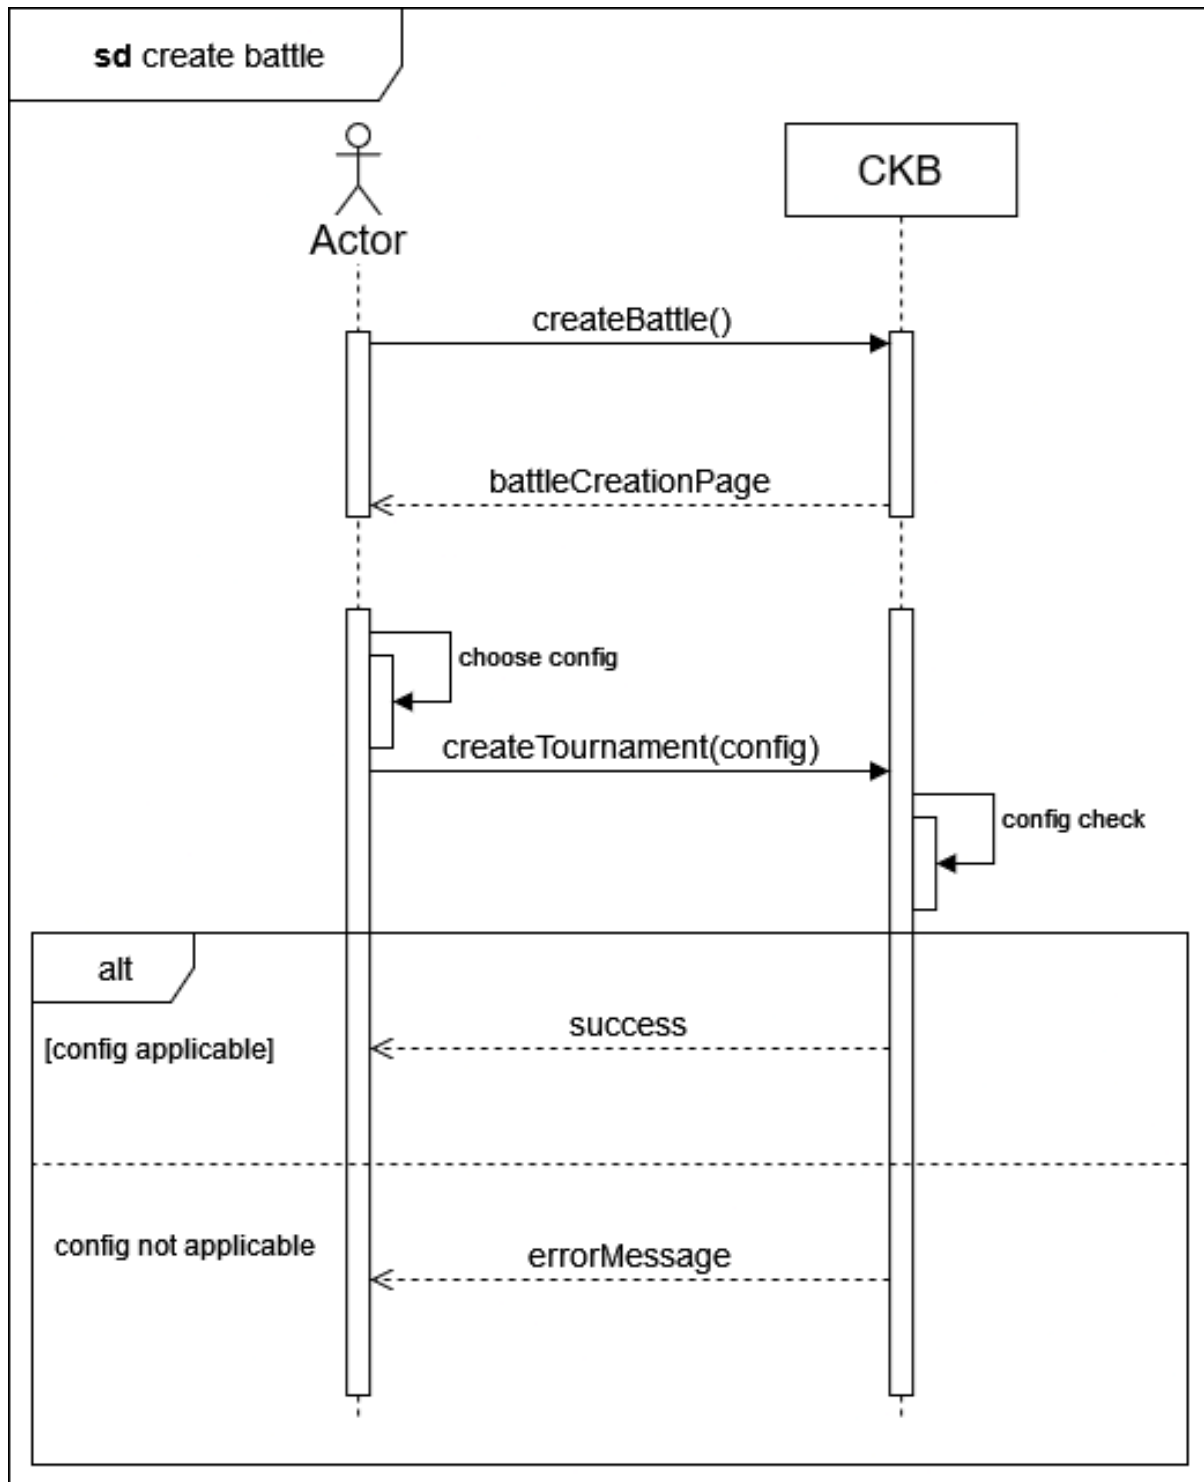 sd create battle
Actor
CKB
createBattle()
battleCreationPage
choose config
createTournament(config)
config check
alt
success
[config applicable]
config not applicable
errorMessage